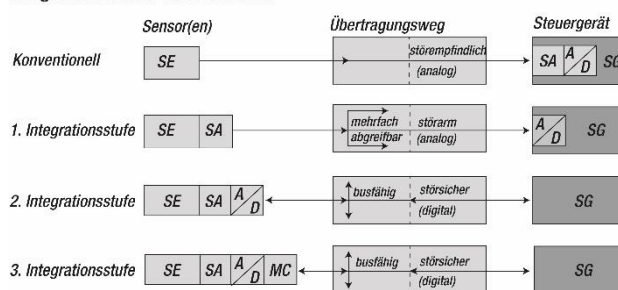 Sensor(en) Übertragungsweg Steuergerät
Konventionell SE störempfindlich (analog) SA A D SG
1. Integrationsstufe SE SA mehrfach abgreifbar störarm (analog) A D SG
2. Integrationsstufe SE SA A D busfähig störsicher (digital) SG
3. Integrationsstufe SE SA A D MC busfähig störsicher (digital) SG